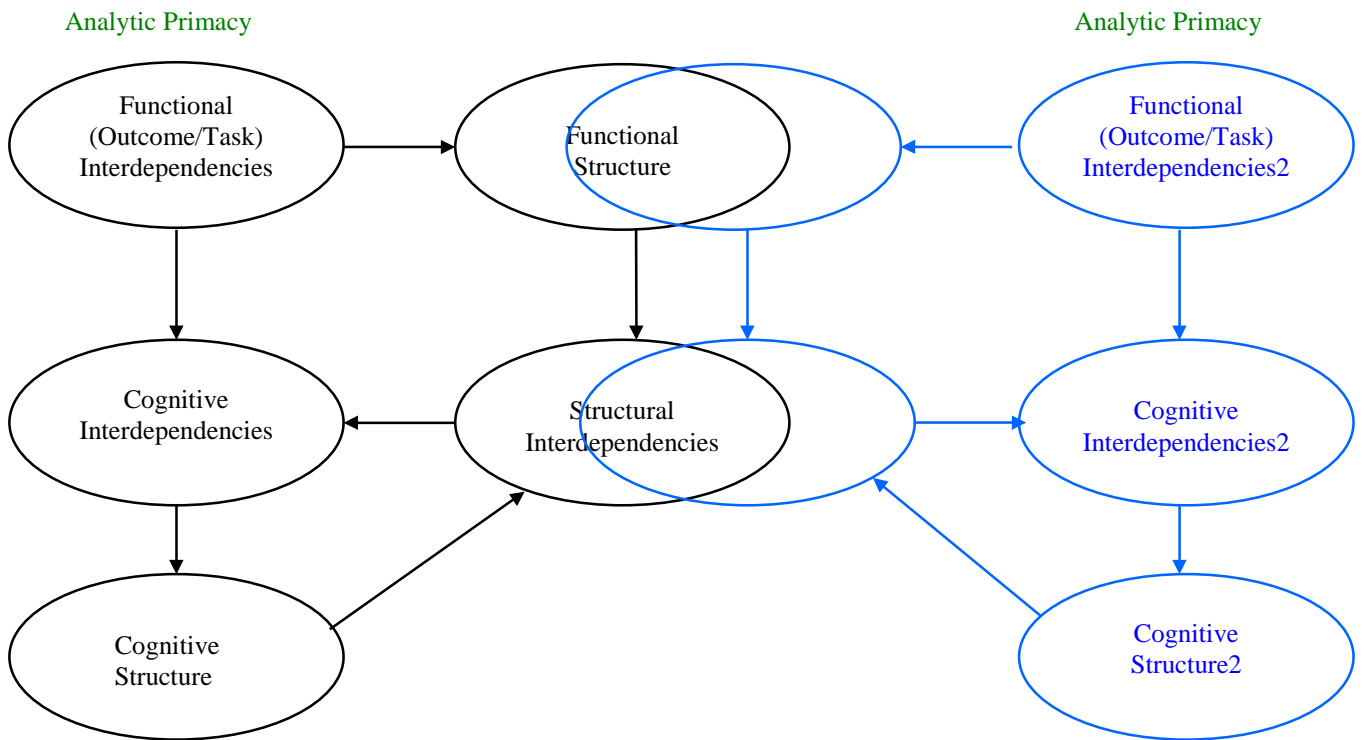 Analytic Primacy
Analytic Primacy
Functional
(Outcome/Task)
Interdependencies
Functional
Structure
Functional
(Outcome/Task)
Interdependencies2
Cognitive
Interdependencies
Structural
Interdependencies
Cognitive
Interdependencies2
Cognitive
Structure
Cognitive
Structure2